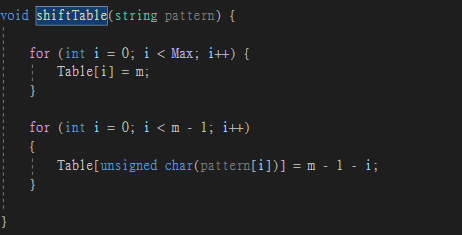 void shiftTable(string pattern) {
for (int i = 0; i < Max; i++) {
Table[i] = m;
}
for (int i = 0; i < m - 1; i++)
{
Table[unsigned char(pattern[i])] = m - 1 - i;
}
}